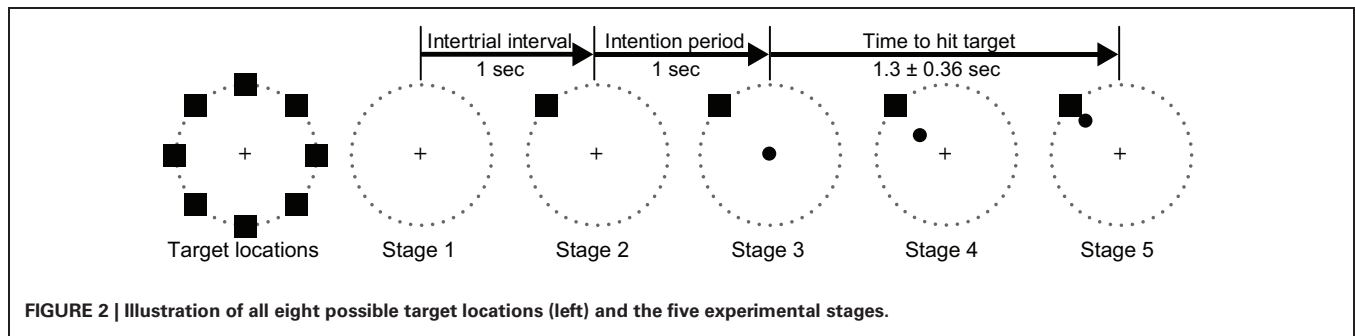 Intertrial interval Intention period Time to hit target
1 sec 1 sec 1.3 ± 0.36 sec
Target locations Stage 1 Stage 2 Stage 3 Stage 4 Stage 5
FIGURE 2 | Illustration of all eight possible target locations (left) and the five experimental stages.